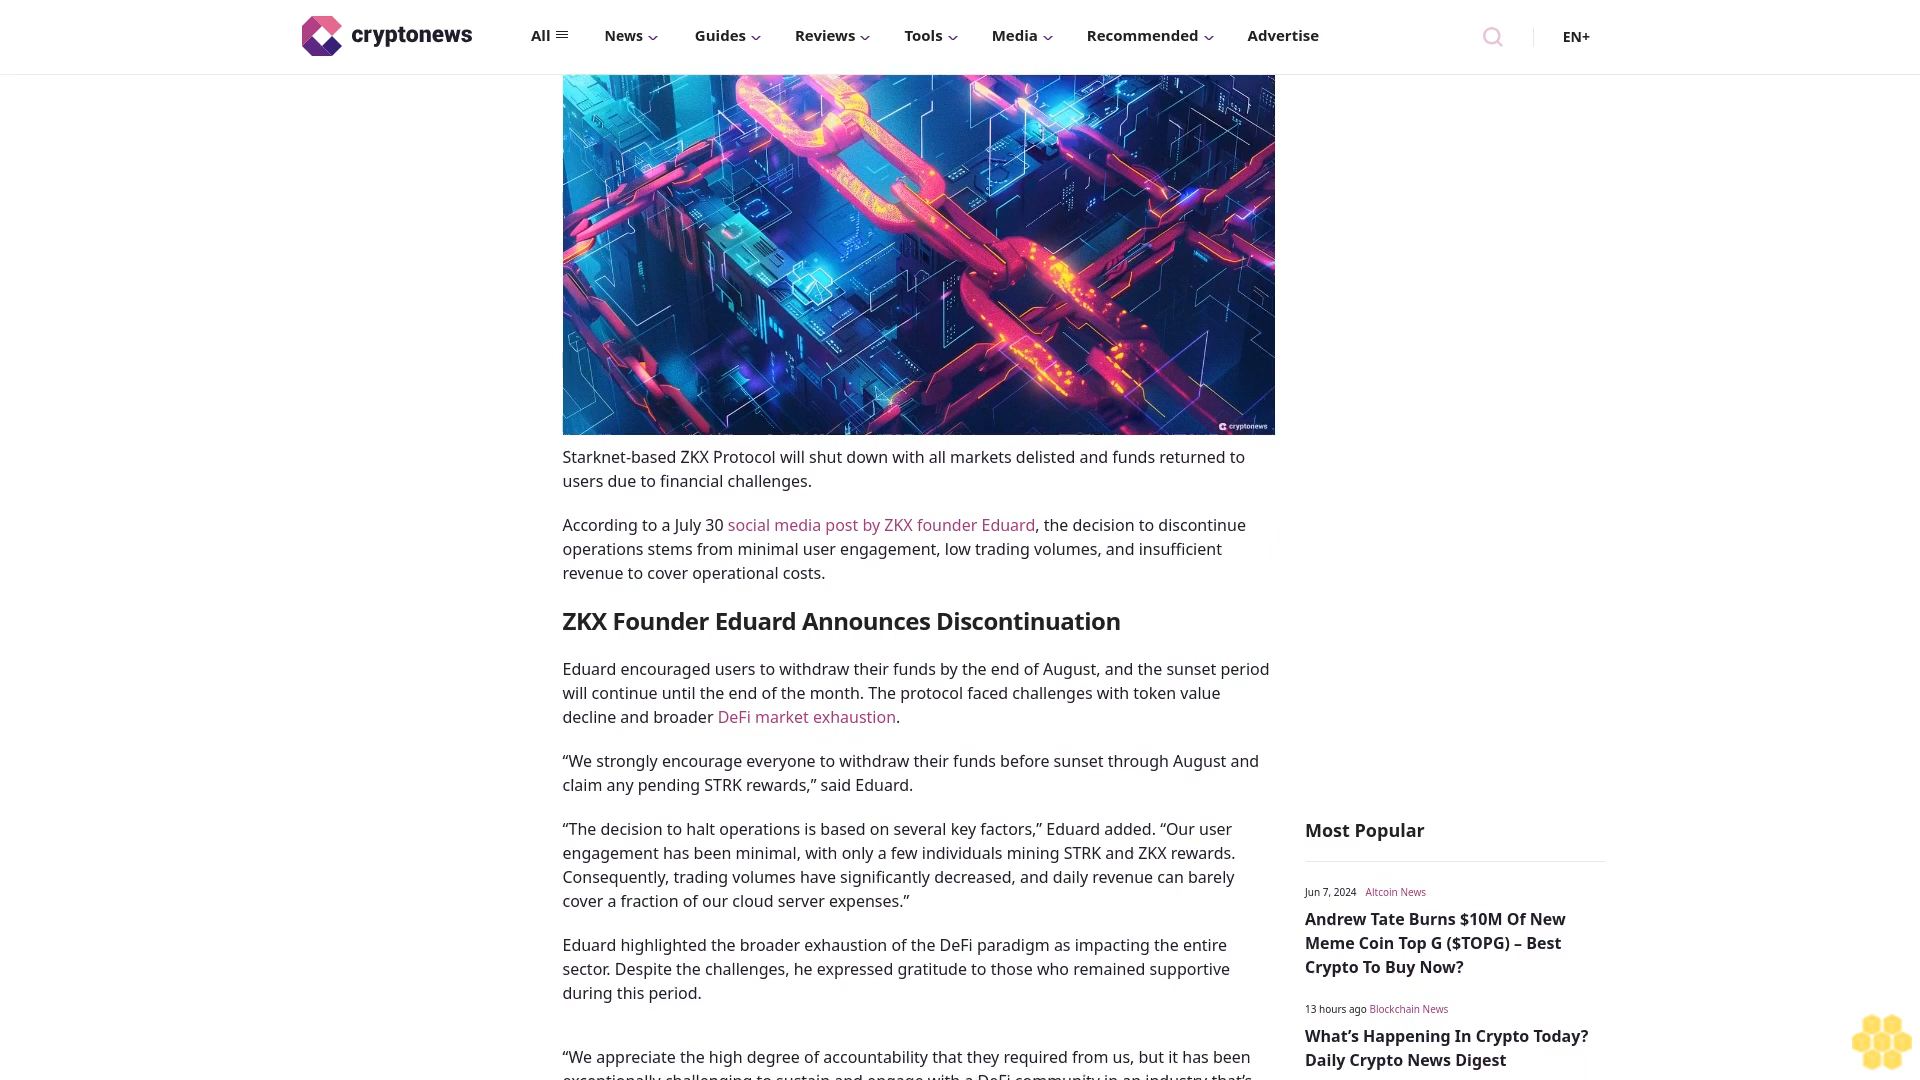 cryptonews
All
News
Guides
Reviews
Tools
Media
Recommended
Advertise
EN+
cryptonews
Starknet-based ZKX Protocol will shut down with all markets delisted and funds returned to
users due to financial challenges.
According to a July 30 social media post by ZKX founder Eduard, the decision to discontinue
operations stems from minimal user engagement, low trading volumes, and insufficient
revenue to cover operational costs.
ZKX Founder Eduard Announces Discontinuation
Eduard encouraged users to withdraw their funds by the end of August, and the sunset period
will continue until the end of the month. The protocol faced challenges with token value
decline and broader DeFi market exhaustion.
“We strongly encourage everyone to withdraw their funds before sunset through August and
claim any pending STRK rewards,” said Eduard.
“The decision to halt operations is based on several key factors,” Eduard added. “Our user
engagement has been minimal, with only a few individuals mining STRK and ZKX rewards.
Consequently, trading volumes have significantly decreased, and daily revenue can barely
cover a fraction of our cloud server expenses.”
Eduard highlighted the broader exhaustion of the DeFi paradigm as impacting the entire
sector. Despite the challenges, he expressed gratitude to those who remained supportive
during this period.
“We appreciate the high degree of accountability that they required from us, but it has been
exceptionally challenging to sustain and engage with a DeFi community in an industry that’s
Most Popular
Jun 7, 2024 Altcoin News
Andrew Tate Burns $10M Of New
Meme Coin Top G ($TOPG) – Best
Crypto To Buy Now?
13 hours ago Blockchain News
What’s Happening In Crypto Today?
Daily Crypto News Digest